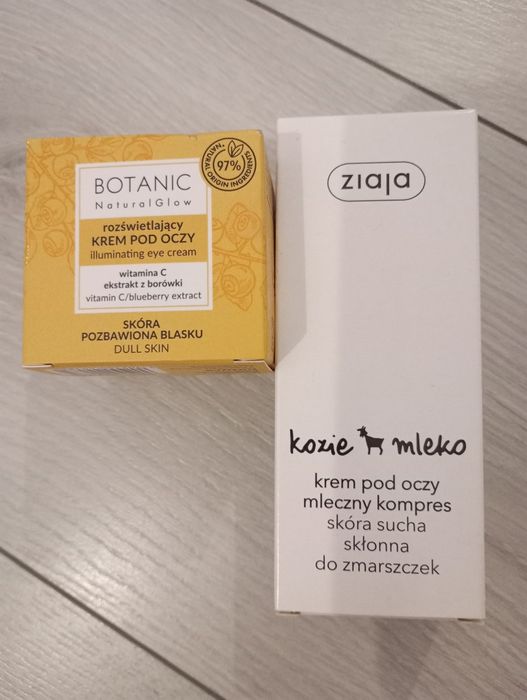 BOTANIC
NaturalGlow
rozświetlający
KREM POD OCZY
illuminating eye cream
witamina C
ekstrakt z borówki
vitamin C/blueberry extract
SKÓRA
POZBAWIONA BLASKU
DULL SKIN
97%
NATURAL ORIGIN INGREDIENTS
ziaja
kozie mleko
krem pod oczy
mleczny kompres
skóra sucha
skłonna
do zmarszczek